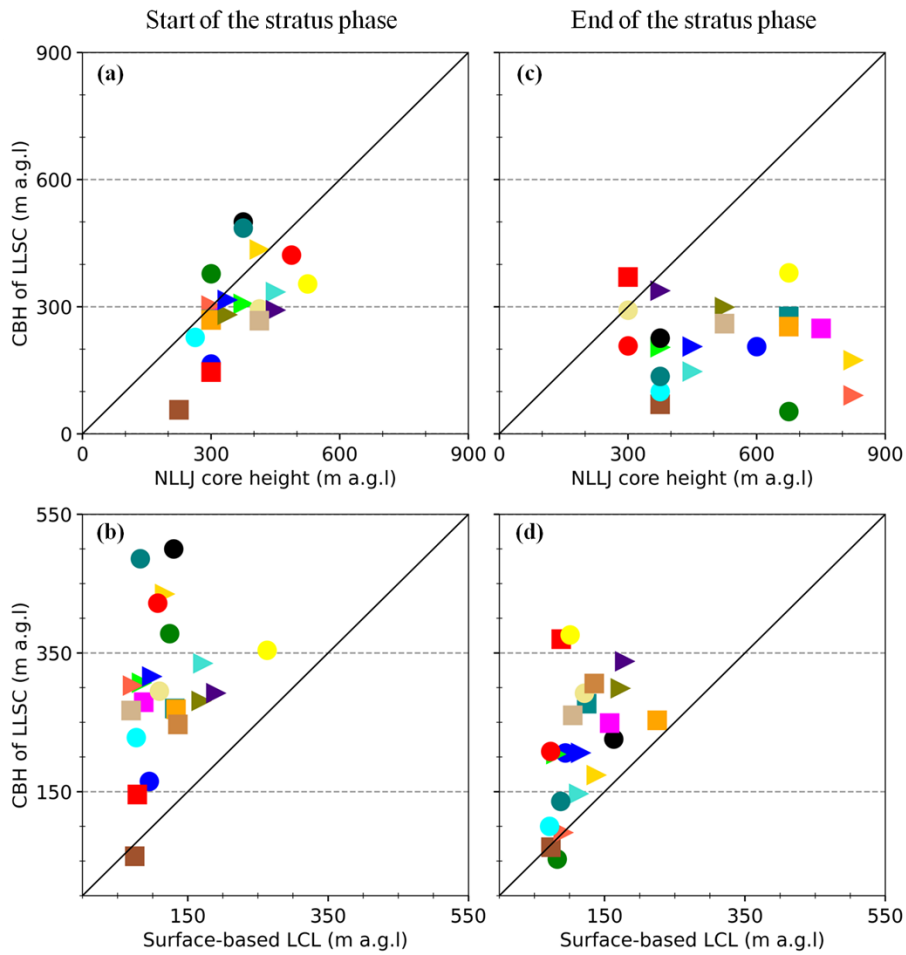 Start of the stratus phase
End of the stratus phase
(a)
900
600
300
0
0
300
600
900
CBH of LLSC (m a.g.l)
NLLJ core height (m a.g.l)
(c)
0
300
600
900
NLLJ core height (m a.g.l)
(b)
550
350
150
150
350
550
CBH of LLSC (m a.g.l)
Surface-based LCL (m a.g.l)
(d)
150
350
550
Surface-based LCL (m a.g.l)